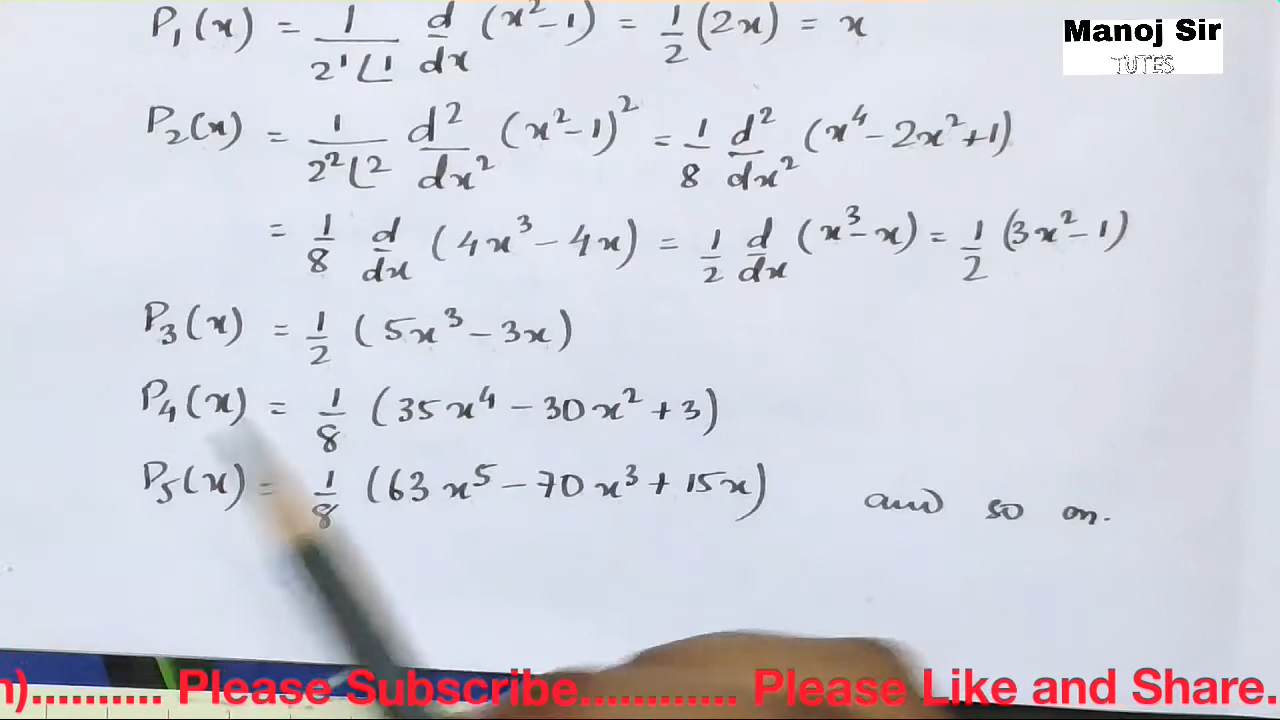 P₁(x) = 1/(2¹∟1) d/dx (x²-1) = 1/2 (2x) = x
Manoj Sir
TUTES
P₂(x) = 1/(2²∟2) d²/dx² (x²-1)² = 1/8 d²/dx² (x⁴-2x²+1)
= 1/8 d/dx (4x³-4x) = 1/2 d/dx (x³-x) = 1/2 (3x²-1)
P₃(x) = 1/2 (5x³-3x)
P₄(x) = 1/8 (35x⁴-30x²+3)
P₅(x) = 1/8 (63x⁵-70x³+15x) and so on.
n).......... Please Subscribe............ Please Like and Share.